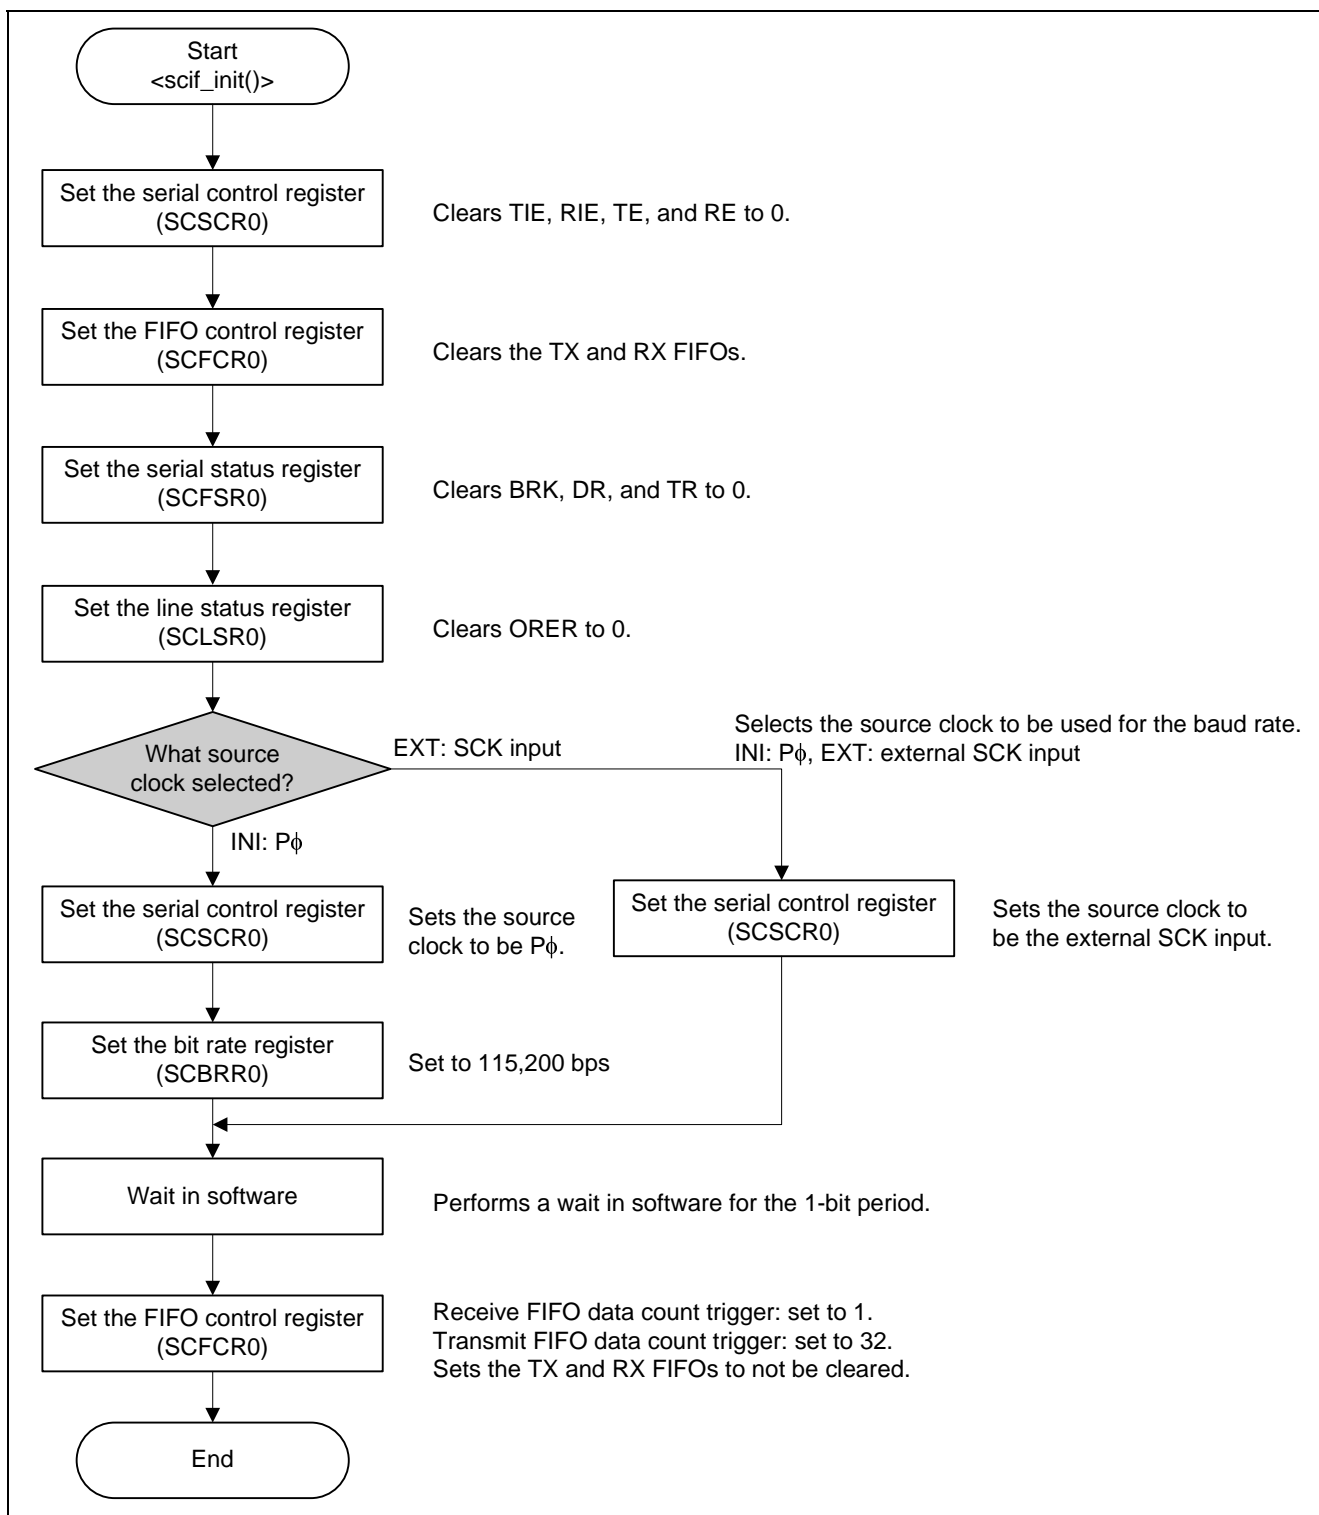 Start
<scif_init()>
Set the serial control register
(SCSCR0)
Clears TIE, RIE, TE, and RE to 0.
Set the FIFO control register
(SCFCR0)
Clears the TX and RX FIFOs.
Set the serial status register
(SCFSR0)
Clears BRK, DR, and TR to 0.
Set the line status register
(SCLSR0)
Clears ORER to 0.
What source
clock selected?
EXT: SCK input
Selects the source clock to be used for the baud rate.
INI: Pϕ, EXT: external SCK input
INI: Pϕ
Set the serial control register
(SCSCR0)
Sets the source
clock to be Pϕ.
Set the serial control register
(SCSCR0)
Sets the source clock to
be the external SCK input.
Set the bit rate register
(SCBRR0)
Set to 115,200 bps
Wait in software
Performs a wait in software for the 1-bit period.
Set the FIFO control register
(SCFCR0)
Receive FIFO data count trigger: set to 1.
Transmit FIFO data count trigger: set to 32.
Sets the TX and RX FIFOs to not be cleared.
End